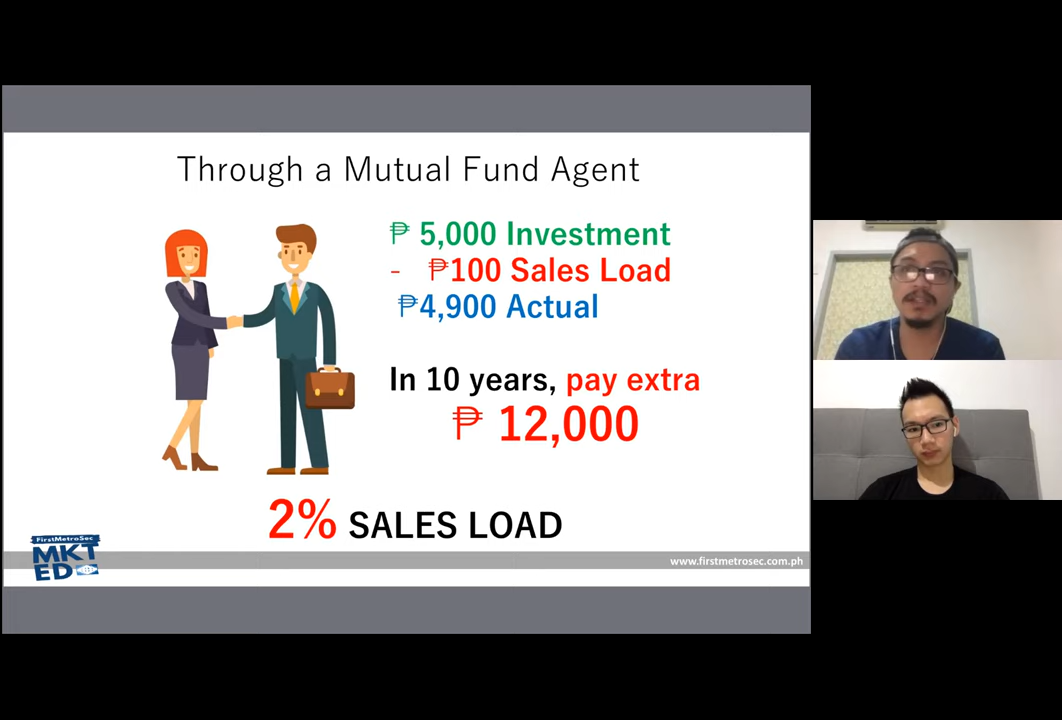 Through a Mutual Fund Agent
₱ 5,000 Investment
- ₱100 Sales Load
₱4,900 Actual
In 10 years, pay extra
₱ 12,000
2% SALES LOAD
FirstMetroSec
MKT
ED
www.firstmetrosec.com.ph